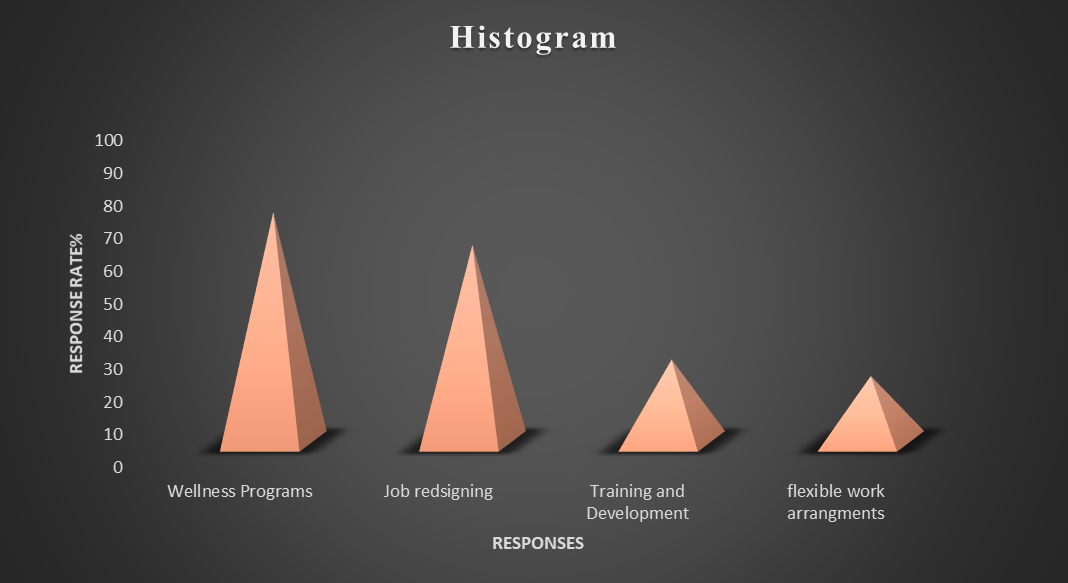 Histogram
100
90
80
70
60
50
40
30
20
10
0
RESPONSE RATE%
Wellness Programs
Job redsigning
Training and
Development
flexible work
arrangments
RESPONSES